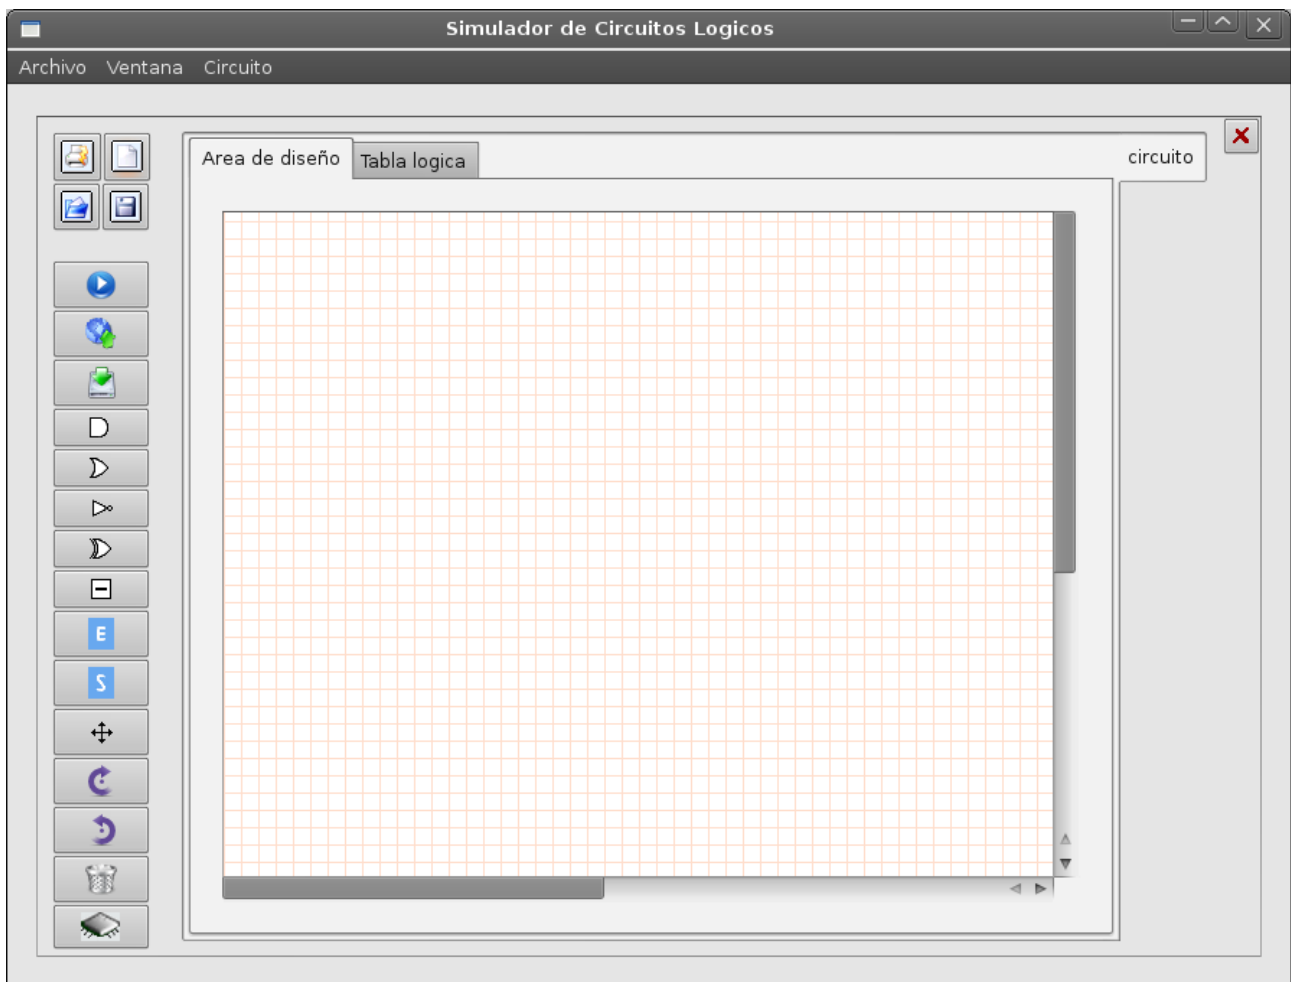 Simulador de Circuitos Logicos
Archivo Ventana Circuito
Area de diseño
Tabla logica
circuito
E
S